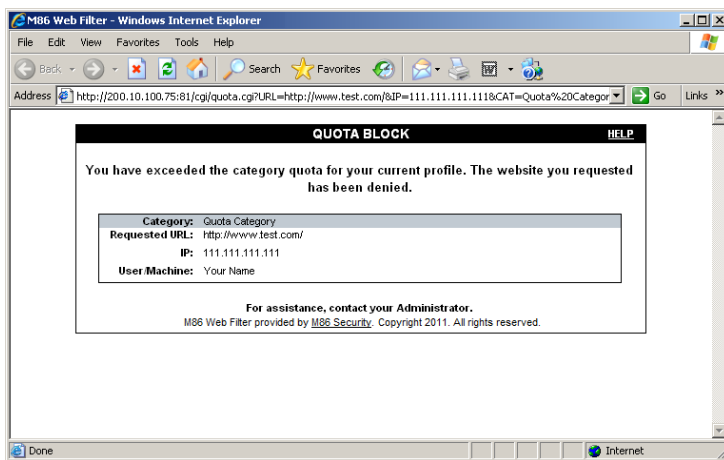 M86 Web Filter - Windows Internet Explorer
File Edit View Favorites Tools Help
Back Search Favorites
Address http://200.10.100.75:81/cgi/quota.cgi?URL=http://www.test.com/&IP=111.111.111.111&CAT=Quota%20Categor Go Links »
QUOTA BLOCK HELP
You have exceeded the category quota for your current profile. The website you requested
has been denied.
Category: Quota Category
Requested URL: http://www.test.com/
IP: 111.111.111.111
User/Machine: Your Name
For assistance, contact your Administrator.
M86 Web Filter provided by M86 Security. Copyright 2011. All rights reserved.
Done Internet